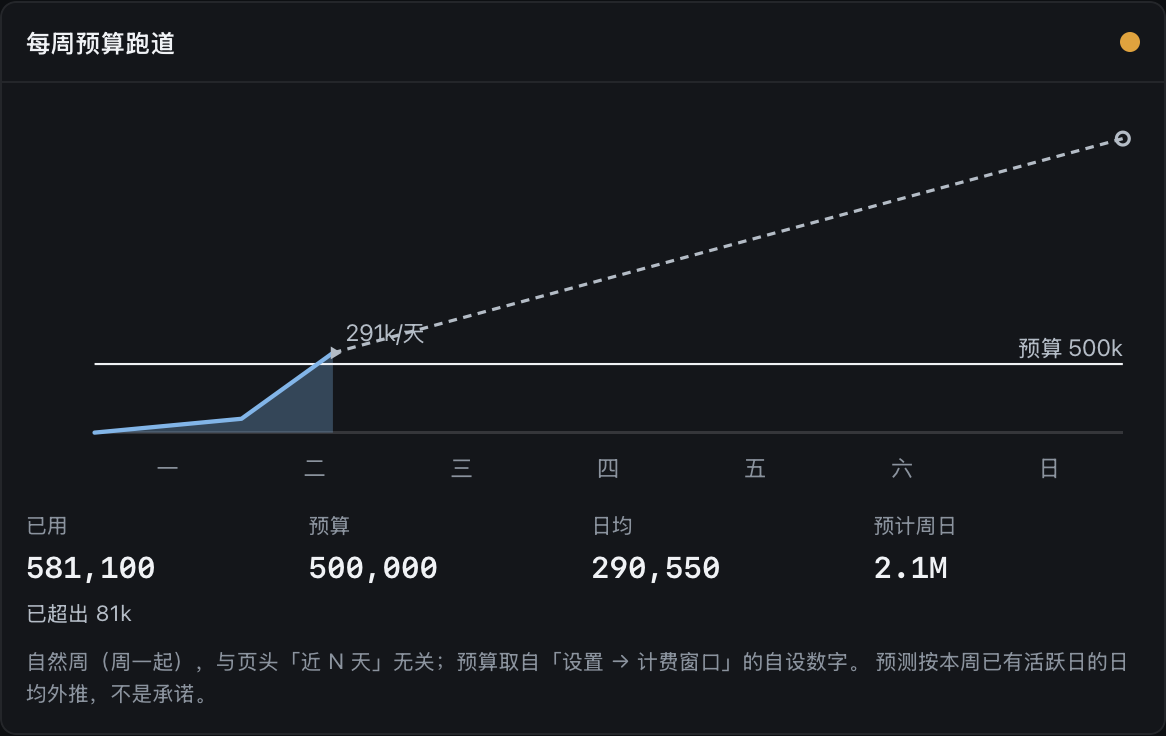 每周预算跑道
291k/天
预算 500k
一 二 三 四 五 六 日
已用 预算 日均 预计周日
581,100 500,000 290,550 2.1M
已超出 81k
自然周（周一起），与页头「近 N 天」无关；预算取自「设置 → 计费窗口」的自设数字。 预测按本周已有活跃日的日
均外推，不是承诺。